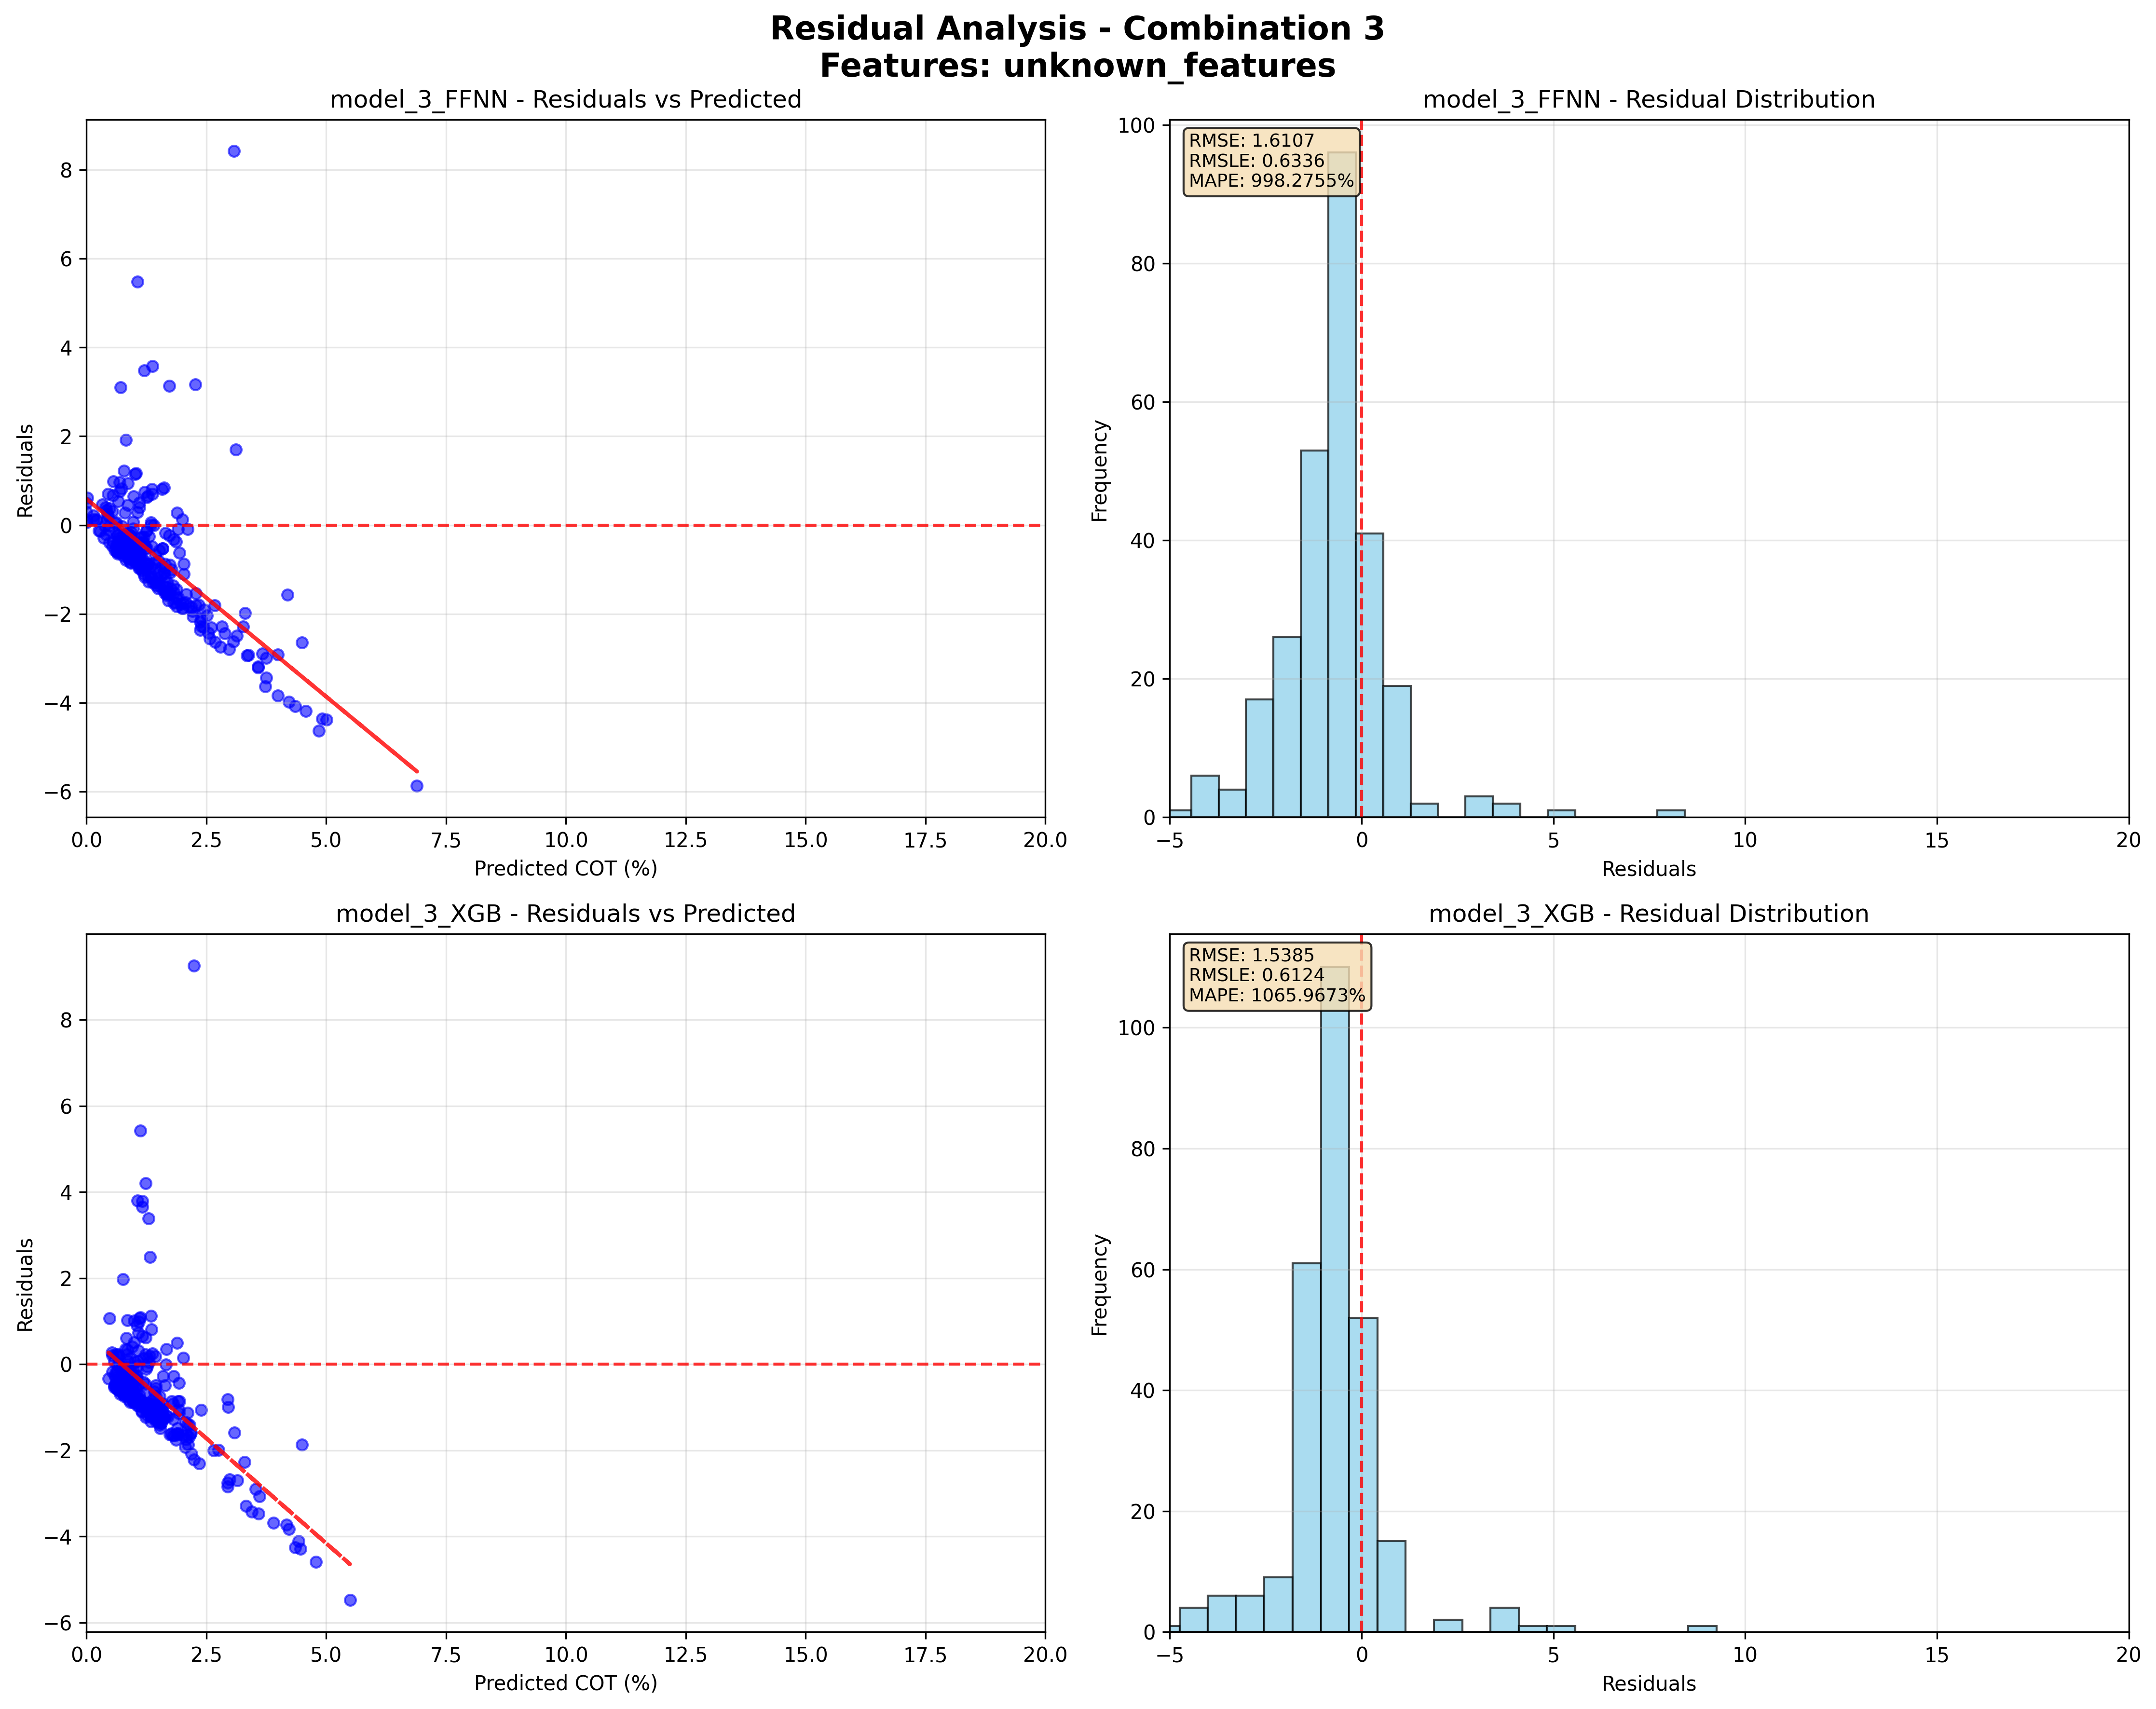 Residual Analysis - Combination 3
Features: unknown_features
model_3_FFNN - Residuals vs Predicted
8
6
4
2
0
−2
−4
−6
Residuals
0.0 2.5 5.0 7.5 10.0 12.5 15.0 17.5 20.0
Predicted COT (%)
model_3_FFNN - Residual Distribution
RMSE: 1.6107
RMSLE: 0.6336
MAPE: 998.2755%
100
80
60
40
20
0
Frequency
−5 0 5 10 15 20
Residuals
model_3_XGB - Residuals vs Predicted
8
6
4
2
0
−2
−4
−6
Residuals
0.0 2.5 5.0 7.5 10.0 12.5 15.0 17.5 20.0
Predicted COT (%)
model_3_XGB - Residual Distribution
RMSE: 1.5385
RMSLE: 0.6124
MAPE: 1065.9673%
100
80
60
40
20
0
Frequency
−5 0 5 10 15 20
Residuals